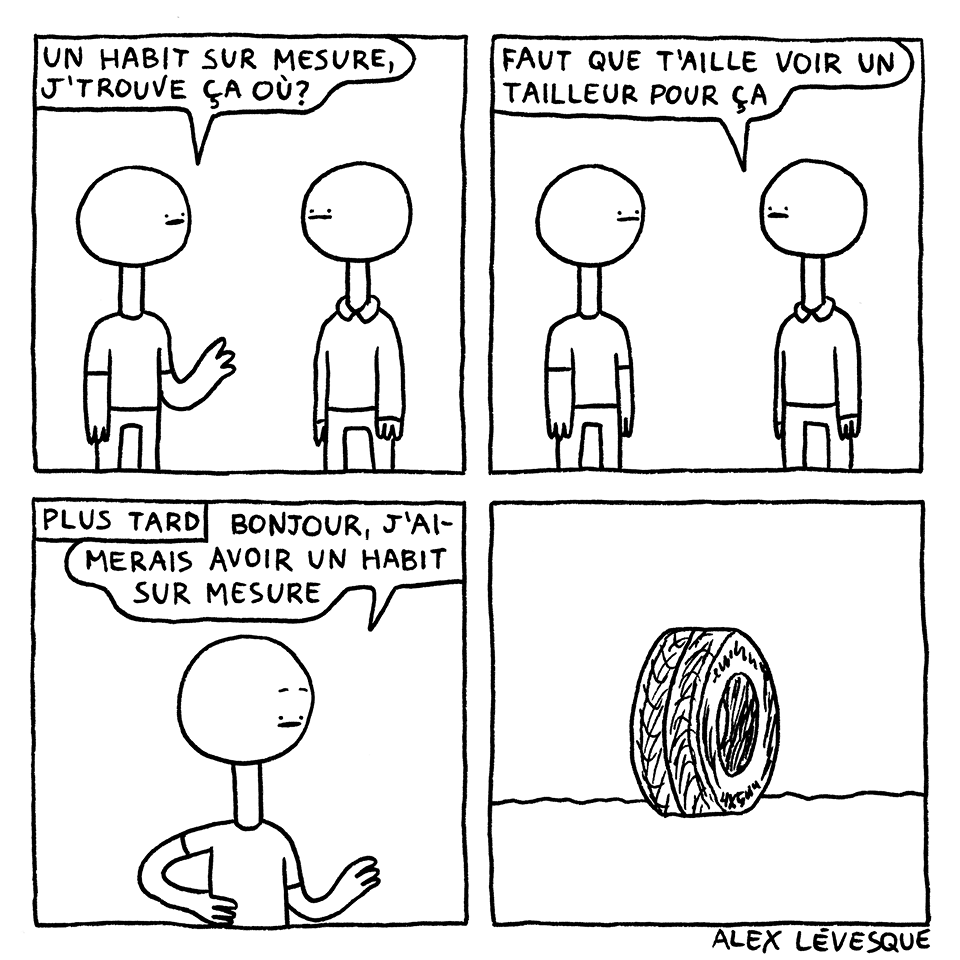 UN HABIT SUR MESURE,
J'TROUVE ÇA OÙ?
FAUT QUE T'AILLE VOIR UN
TAILLEUR POUR ÇA
PLUS TARD
BONJOUR, J'AI-
MERAIS AVOIR UN HABIT
SUR MESURE
ALEX LÉVESQUE